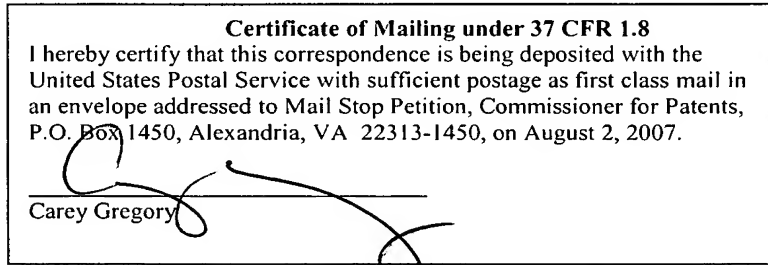 Certificate of Mailing under 37 CFR 1.8
I hereby certify that this correspondence is being deposited with the
United States Postal Service with sufficient postage as first class mail in
an envelope addressed to Mail Stop Petition, Commissioner for Patents,
P.O. Box 1450, Alexandria, VA 22313-1450, on August 2, 2007.
Carey Gregory